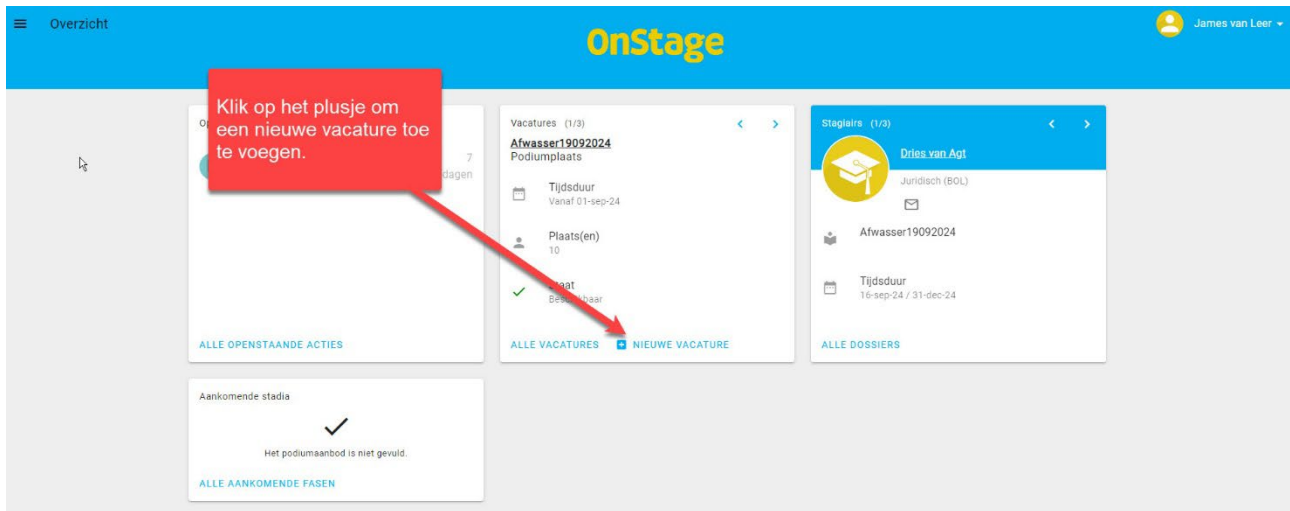 Overzicht
OnStage
James van Leer
Klik op het plusje om
een nieuwe vacature toe
te voegen.
7
dagen
ALLE OPENSTAANDE ACTIES
Vacatures (1/3)
Afwasser19092024
Podiumplaats
Tijdsduur
Vanaf 01-sep-24
Plaats(en)
10
Staat
ALLE VACATURES
NIEUWE VACATURE
Stagiairs (1/3)
Dries van Agt
Juridisch (BOL)
Afwasser19092024
Tijdsduur
16-sep-24 / 31-dec-24
ALLE DOSSIERS
Aankomende stadia
Het podiumaanbod is niet gevuld.
ALLE AANKOMENDE FASEN